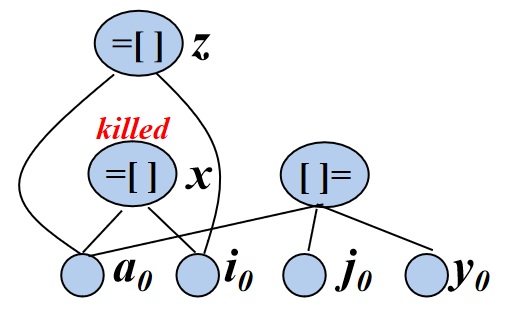 =[ ] z
killed
=[ ] x [ ]=
a0 i0 j0 y0